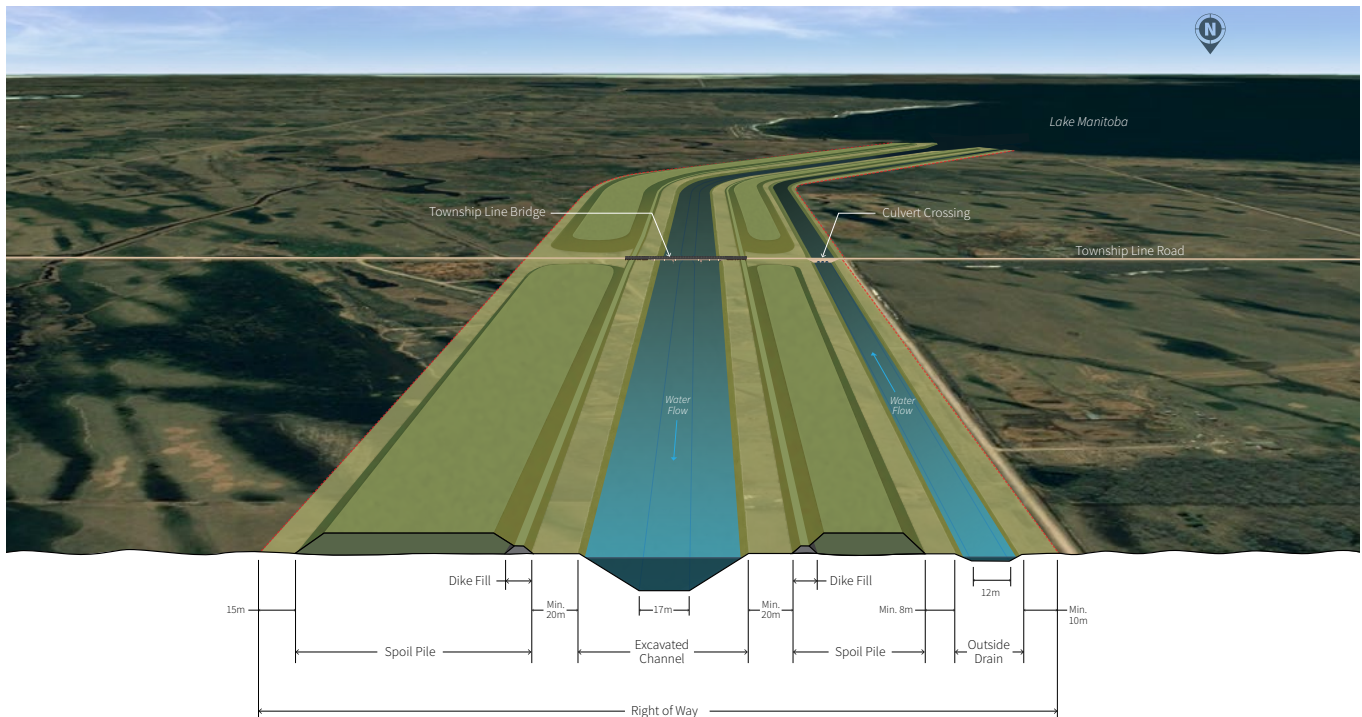 N
Lake Manitoba
Township Line Bridge
Culvert Crossing
Township Line Road
Water
Flow
Water
Flow
Dike Fill
Dike Fill
15m
Min.
20m
17m
Min.
20m
Min. 8m
12m
Min.
10m
Spoil Pile
Excavated
Channel
Spoil Pile
Outside
Drain
Right of Way